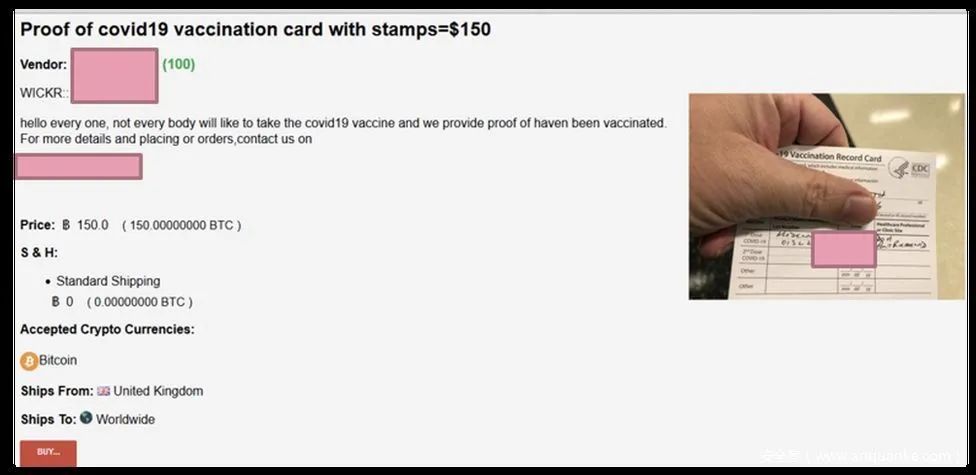 Proof of covid19 vaccination card with stamps=$150
Vendor: (100)
WICKR::
hello every one, not every body will like to take the covid19 vaccine and we provide proof of haven been vaccinated.
For more details and placing or orders,contact us on
Price: ฿ 150.0 ( 150.00000000 BTC )
S & H:
• Standard Shipping
฿ 0 ( 0.00000000 BTC )
Accepted Crypto Currencies:
Bitcoin
Ships From: United Kingdom
Ships To: Worldwide
BUY...
19 Vaccination Record Card
CDC
Healthcare Professional
or Clinic Site
COVID-19
2nd Dose
COVID-19
Other
Other
安全客 ( www.anquanke.com )